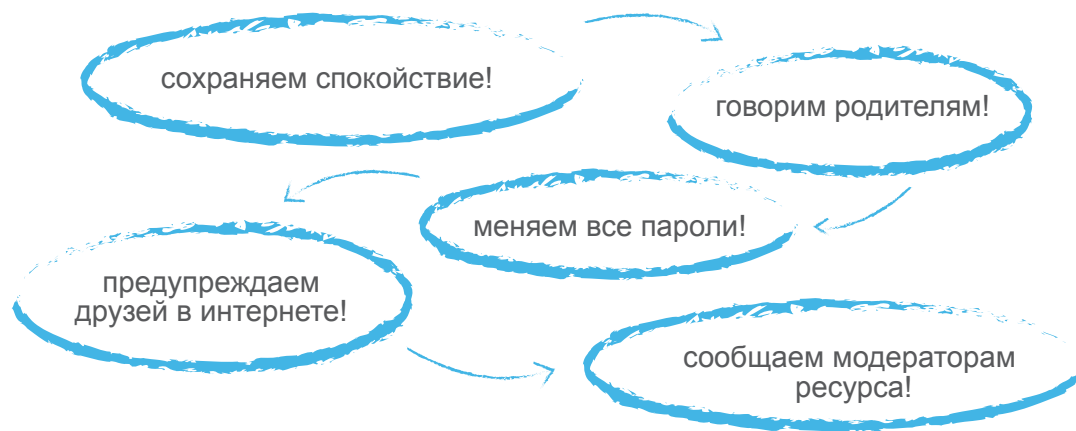 сохраняем спокойствие!
говорим родителям!
меняем все пароли!
предупреждаем
друзей в интернете!
сообщаем модераторам
ресурса!